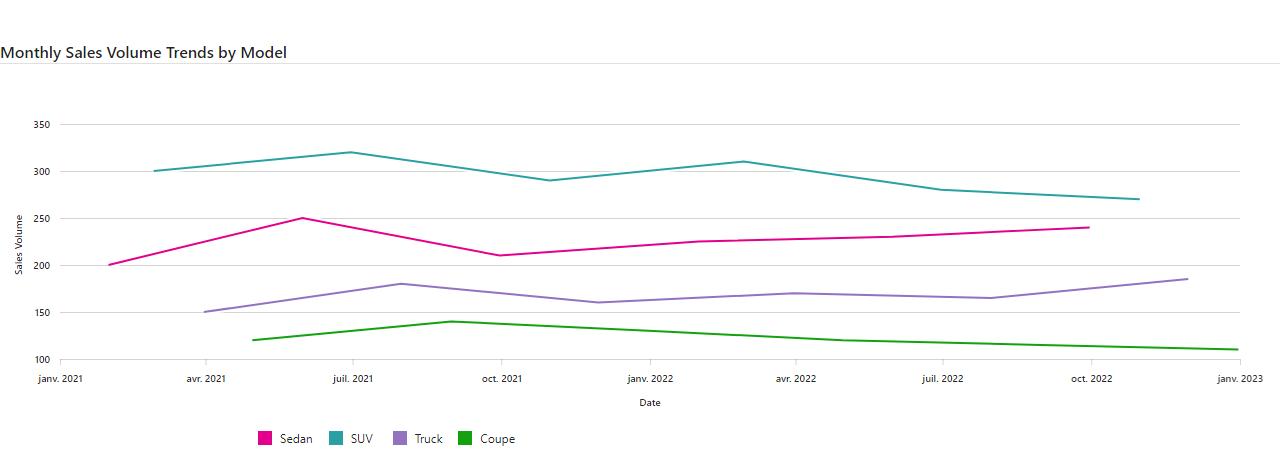 Monthly Sales Volume Trends by Model
350
300
250
200
150
100
Sales Volume
janv. 2021 avr. 2021 juil. 2021 oct. 2021 janv. 2022 avr. 2022 juil. 2022 oct. 2022 janv. 2023
Date
Sedan SUV Truck Coupe